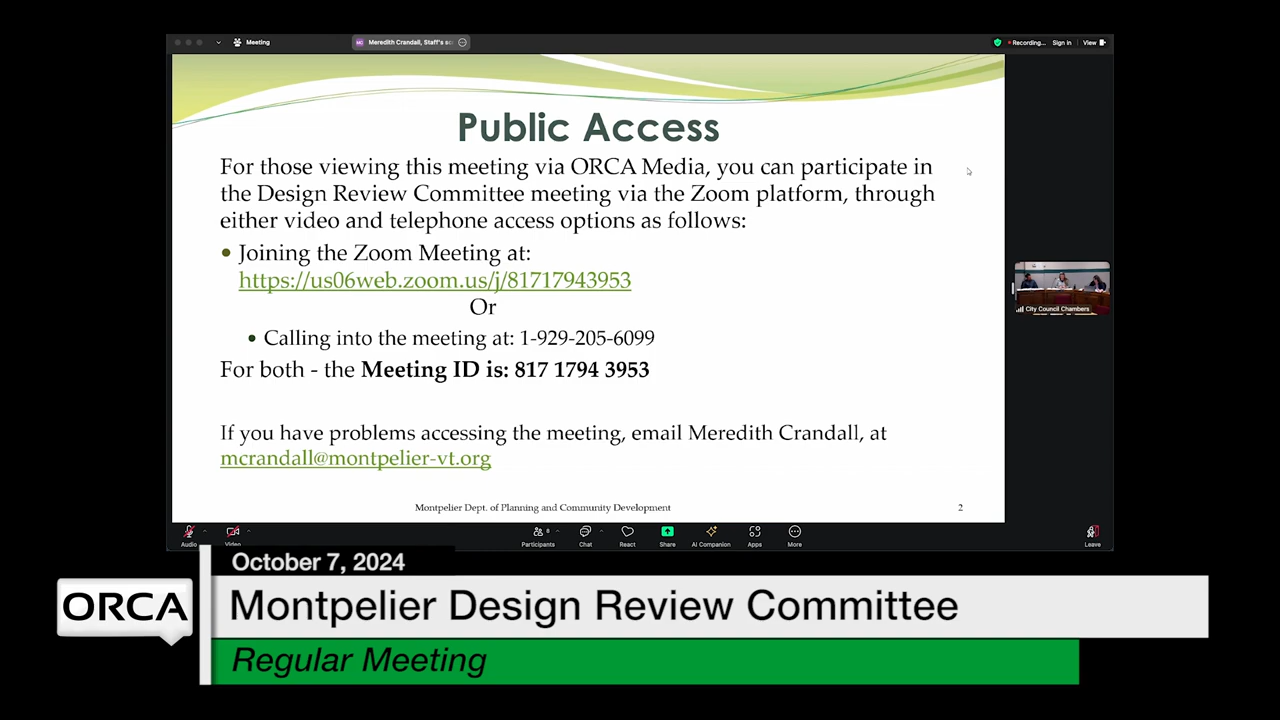 Meeting
Meredith Crandall, Staff's sc
Recording...
Sign in
View
Public Access
For those viewing this meeting via ORCA Media, you can participate in
the Design Review Committee meeting via the Zoom platform, through
either video and telephone access options as follows:
• Joining the Zoom Meeting at:
https://us06web.zoom.us/j/81717943953
Or
• Calling into the meeting at: 1-929-205-6099
For both - the Meeting ID is: 817 1794 3953
If you have problems accessing the meeting, email Meredith Crandall, at
mcrandall@montpelier-vt.org
Montpelier Dept. of Planning and Community Development
2
City Council Chambers
Audio
Video
Participants
8
Chat
React
Share
AI Companion
Apps
More
Leave
October 7, 2024
ORCA
Montpelier Design Review Committee
Regular Meeting